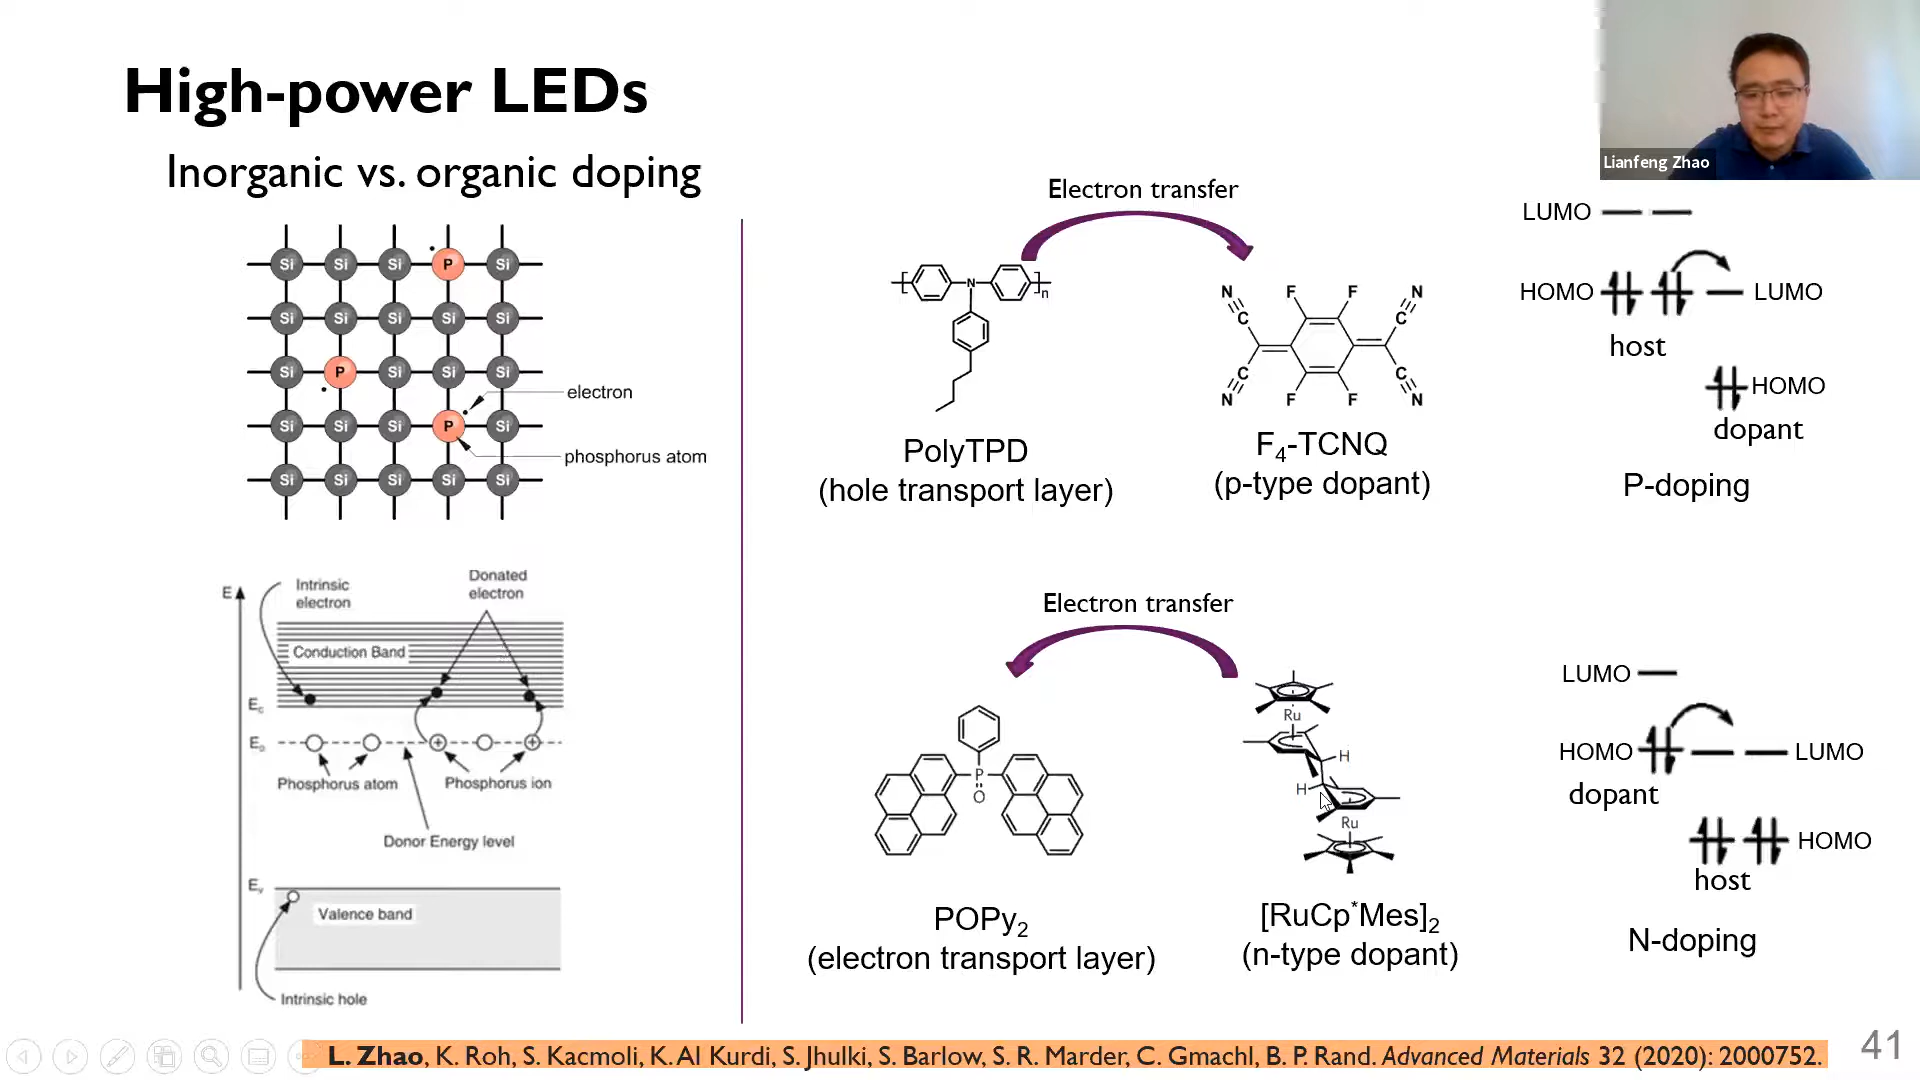 High-power LEDs
Inorganic vs. organic doping
Lianfeng Zhao
Si Si Si P Si
Si Si Si Si Si
Si P Si Si Si
Si Si Si P Si
Si Si Si Si Si
electron
phosphorus atom
E
Intrinsic
electron
Donated
electron
Conduction Band
Phosphorus atom
Phosphorus ion
Donor Energy level
Valence band
Intrinsic hole
Electron transfer
N
n
PolyTPD
(hole transport layer)
N F F N
C C
C C
N F F N
F4-TCNQ
(p-type dopant)
LUMO
HOMO
LUMO
host
HOMO
dopant
P-doping
Electron transfer
P
O
POPy2
(electron transport layer)
Ru
H
H
Ru
[RuCp*Mes]2
(n-type dopant)
LUMO
HOMO
LUMO
dopant
HOMO
host
N-doping
L. Zhao, K. Roh, S. Kacmoli, K. Al Kurdi, S. Jhulki, S. Barlow, S. R. Marder, C. Gmachl, B. P. Rand. Advanced Materials 32 (2020): 2000752.
41